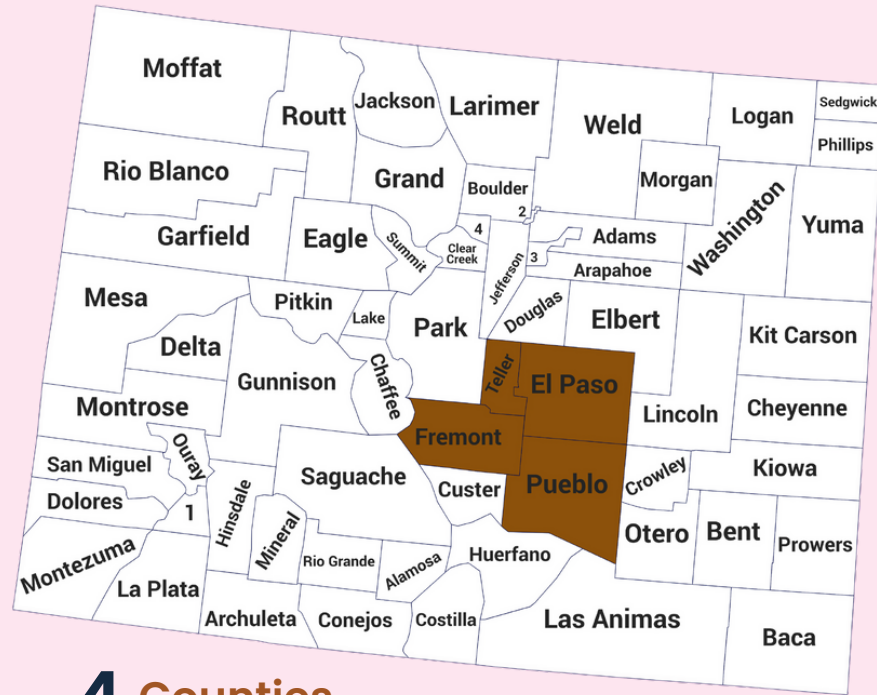 Moffat
Routt
Jackson
Larimer
Weld
Logan
Sedgwick
Phillips
Rio Blanco
Grand
Boulder
Morgan
Washington
Yuma
Garfield
Eagle
Summit
4
2
Clear
Creek
Jefferson
3
Adams
Arapahoe
Mesa
Pitkin
Lake
Park
Douglas
Elbert
Kit Carson
Delta
Gunnison
Chaffee
Teller
El Paso
Lincoln
Cheyenne
Montrose
Fremont
Ouray
San Miguel
Saguache
Custer
Pueblo
Crowley
Kiowa
Dolores
1
Hinsdale
Mineral
Rio Grande
Alamosa
Huerfano
Otero
Bent
Prowers
Montezuma
La Plata
Archuleta
Conejos
Costilla
Las Animas
Baca
4 Counties